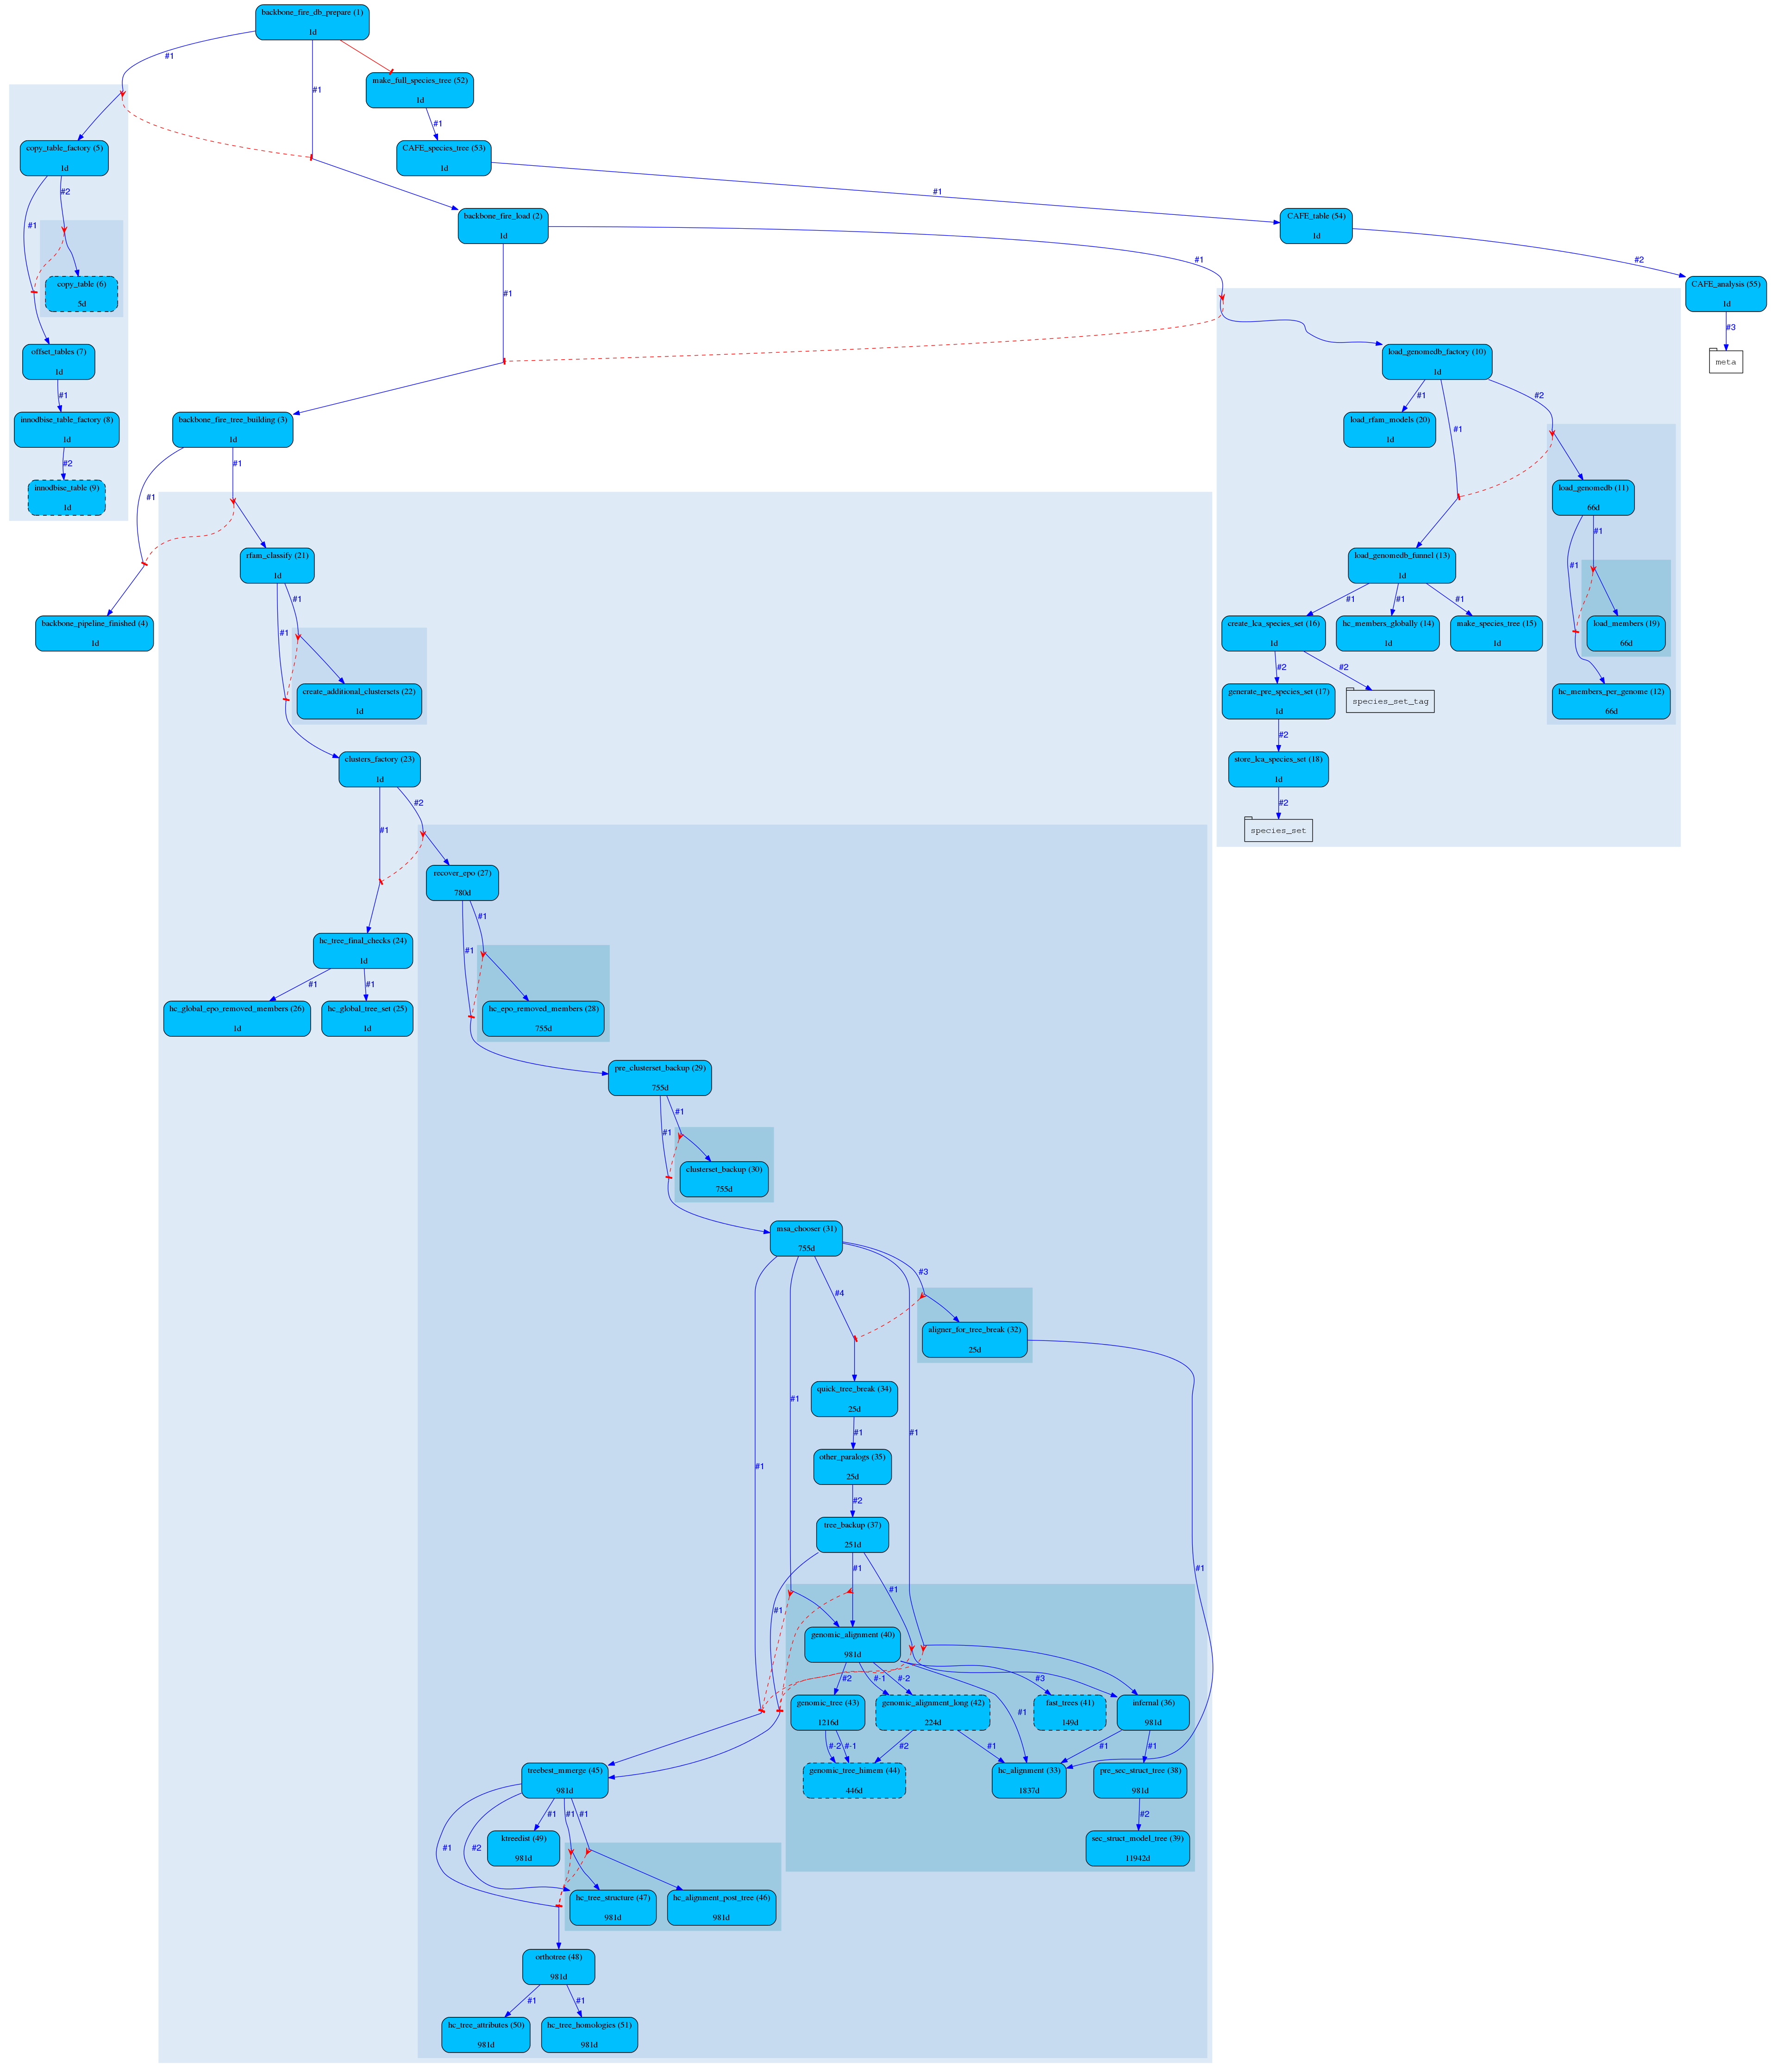 backbone_fire_db_prepare (1)
1d
#1
#1
make_full_species_tree (52)
1d
#1
copy_table_factory (5)
1d
CAFE_species_tree (53)
1d
#2
#1
#1
backbone_fire_load (2)
1d
CAFE_table (54)
1d
#1
#1
#2
copy_table (6)
5d
CAFE_analysis (55)
1d
#3
meta
offset_tables (7)
1d
#1
load_genomedb_factory (10)
1d
#1
#1
#2
innodbise_table_factory (8)
1d
#2
backbone_fire_tree_building (3)
1d
#1
#1
load_rfam_models (20)
1d
innodbise_table (9)
1d
load_genomedb (11)
66d
#1
#1
rfam_classify (21)
1d
#1
#1
load_genomedb_funnel (13)
1d
#1
#1
#1
backbone_pipeline_finished (4)
1d
create_lca_species_set (16)
1d
#2
#2
hc_members_globally (14)
1d
make_species_tree (15)
1d
load_members (19)
66d
create_additional_clustersets (22)
1d
generate_pre_species_set (17)
1d
#2
species_set_tag
hc_members_per_genome (12)
66d
clusters_factory (23)
1d
#1
#2
store_lca_species_set (18)
1d
#2
species_set
recover_epo (27)
780d
#1
#1
hc_tree_final_checks (24)
1d
#1
#1
hc_global_epo_removed_members (26)
1d
hc_global_tree_set (25)
1d
hc_epo_removed_members (28)
755d
pre_clusterset_backup (29)
755d
#1
#1
clusterset_backup (30)
755d
msa_chooser (31)
755d
#3
#4
#1
#1
#1
aligner_for_tree_break (32)
25d
#1
quick_tree_break (34)
25d
#1
other_paralogs (35)
25d
#2
tree_backup (37)
251d
#1
#1
#1
genomic_alignment (40)
981d
#2
#-1
#-2
#3
#1
genomic_tree (43)
1216d
#-2
#-1
genomic_alignment_long (42)
224d
#2
#1
fast_trees (41)
149d
infernal (36)
981d
#1
#1
treebest_mmerge (45)
981d
#1
#1
#1
#1
#2
genomic_tree_himem (44)
446d
hc_alignment (33)
1837d
pre_sec_struct_tree (38)
981d
#2
ktreedist (49)
981d
sec_struct_model_tree (39)
11942d
hc_tree_structure (47)
981d
hc_alignment_post_tree (46)
981d
orthotree (48)
981d
#1
#1
hc_tree_attributes (50)
981d
hc_tree_homologies (51)
981d